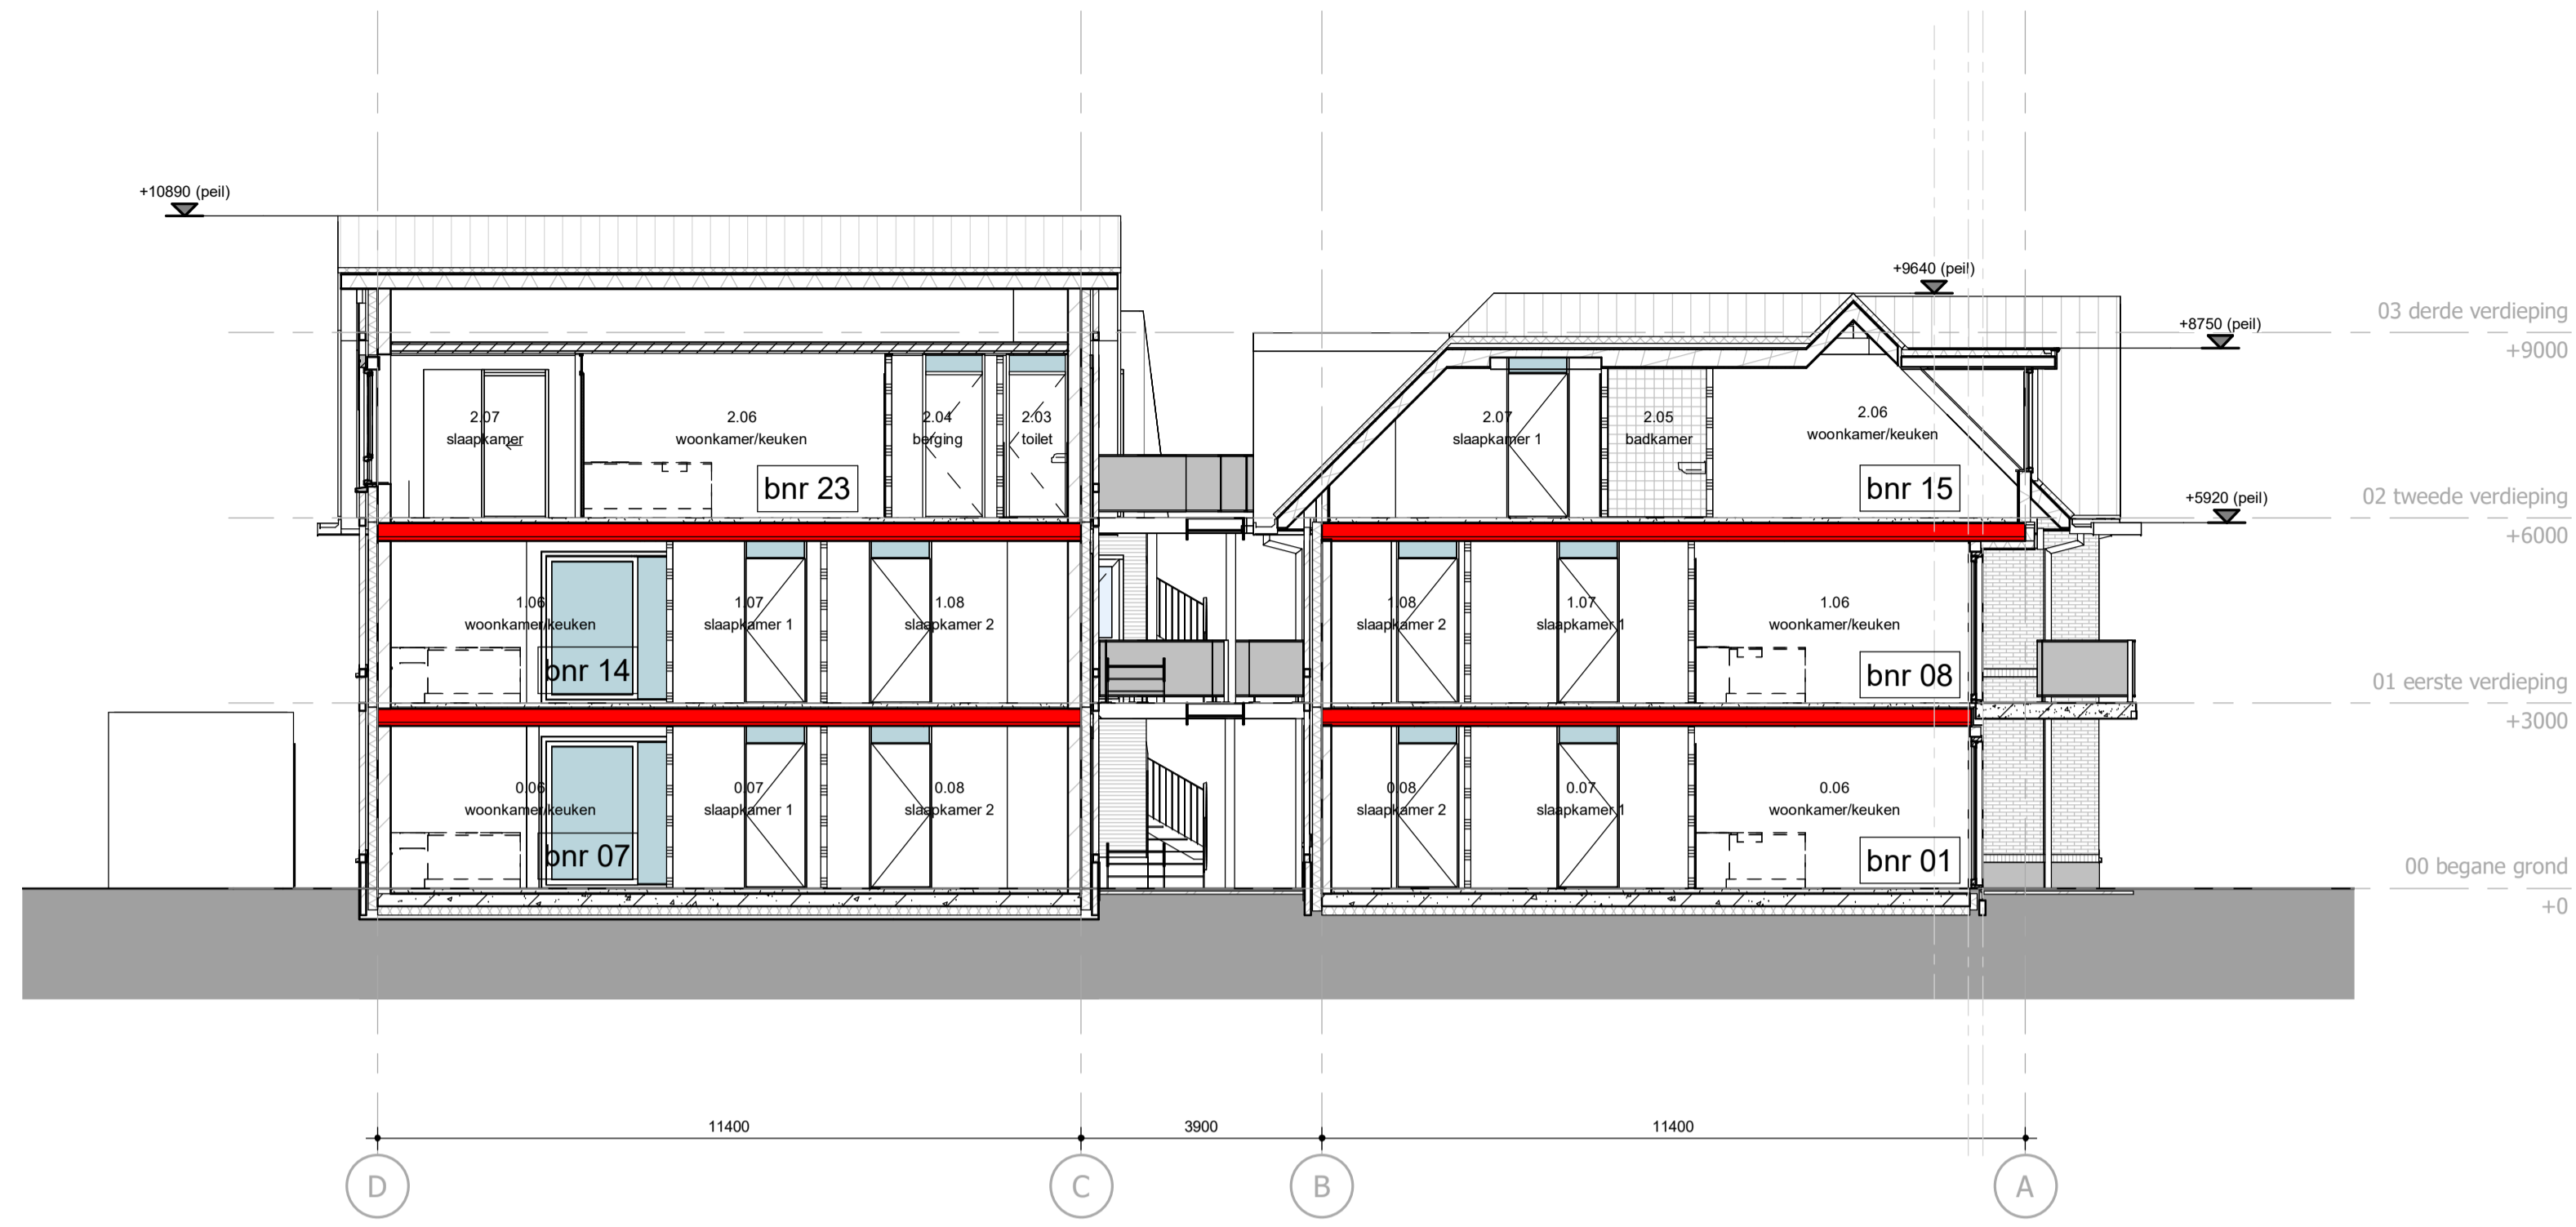 +10890 (peil)
+9640 (peil)
+8750 (peil)
03 derde verdieping
+9000
2.07
slaapkamer
2.06
woonkamer/keuken
2.04
berging
2.03
toilet
bnr 23
2.07
slaapkamer 1
2.05
badkamer
2.06
woonkamer/keuken
bnr 15
+5920 (peil)
02 tweede verdieping
+6000
1.06
woonkamer/keuken
1.07
slaapkamer 1
1.08
slaapkamer 2
bnr 14
1.08
slaapkamer 2
1.07
slaapkamer 1
1.06
woonkamer/keuken
bnr 08
01 eerste verdieping
+3000
0.06
woonkamer/keuken
0.07
slaapkamer 1
0.08
slaapkamer 2
bnr 07
0.08
slaapkamer 2
0.07
slaapkamer 1
0.06
woonkamer/keuken
bnr 01
00 begane grond
+0
11400
3900
11400
D
C
B
A